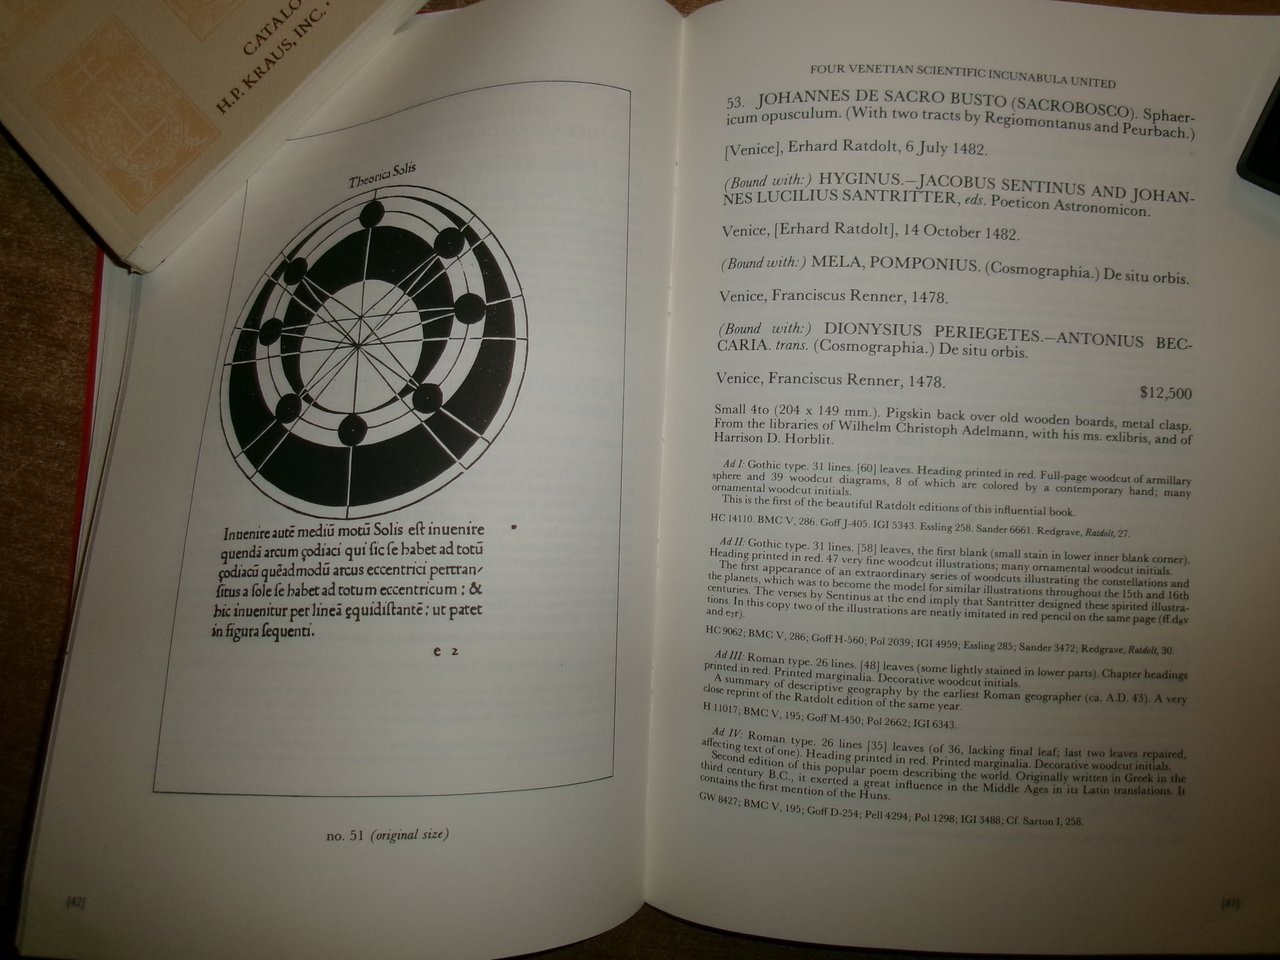 CATALO
H.P. KRAUS, INC. ·
Theorica Solis
Inuenire autē mediū motū Solis eſt inuenire
quendā arcum çodiaci qui ſic ſe habet ad totū
çodiacū quēadmodū arcus eccentrici pertran-
ſitus a ſole ſe habet ad totum eccentricum ; &
hic inuenitur per lineā ęquidiſtantē : ut patet
in figura ſequenti.
e 2
no. 51 (original size)
[42]
FOUR VENETIAN SCIENTIFIC INCUNABULA UNITED
53. JOHANNES DE SACRO BUSTO (SACROBOSCO). Sphaer-
icum opusculum. (With two tracts by Regiomontanus and Peurbach.)
[Venice], Erhard Ratdolt, 6 July 1482.
(Bound with:) HYGINUS.—JACOBUS SENTINUS AND JOHAN-
NES LUCILIUS SANTRITTER, eds. Poeticon Astronomicon.
Venice, [Erhard Ratdolt], 14 October 1482.
(Bound with:) MELA, POMPONIUS. (Cosmographia.) De situ orbis.
Venice, Franciscus Renner, 1478.
(Bound with:) DIONYSIUS PERIEGETES.—ANTONIUS BEC-
CARIA. trans. (Cosmographia.) De situ orbis.
Venice, Franciscus Renner, 1478.
$12,500
Small 4to (204 x 149 mm.). Pigskin back over old wooden boards, metal clasp.
From the libraries of Wilhelm Christoph Adelmann, with his ms. exlibris, and of
Harrison D. Horblit.
Ad I: Gothic type. 31 lines. [60] leaves. Heading printed in red. Full-page woodcut of armillary
sphere and 39 woodcut diagrams, 8 of which are colored by a contemporary hand; many
ornamental woodcut initials.
This is the first of the beautiful Ratdolt editions of this influential book.
HC 14110. BMC V, 286. Goff J-405. IGI 5343. Essling 258. Sander 6661. Redgrave, Ratdolt, 27.
Ad II: Gothic type. 31 lines. [58] leaves, the first blank (small stain in lower inner blank corner).
Heading printed in red. 47 very fine woodcut illustrations; many ornamental woodcut initials.
The first appearance of an extraordinary series of woodcuts illustrating the constellations and
the planets, which was to become the model for similar illustrations throughout the 15th and 16th
centuries. The verses by Sentinus at the end imply that Santritter designed these spirited illustra-
tions. In this copy two of the illustrations are neatly imitated in red pencil on the same page (ff.d8v
and e7r).
HC 9062; BMC V, 286; Goff H-560; Pol 2039; IGI 4959; Essling 285; Sander 3472; Redgrave, Ratdolt, 30.
Ad III: Roman type. 26 lines. [48] leaves (some lightly stained in lower parts). Chapter headings
printed in red. Printed marginalia. Decorative woodcut initials.
A summary of descriptive geography by the earliest Roman geographer (ca. A.D. 43). A very
close reprint of the Ratdolt edition of the same year.
H 11017; BMC V, 195; Goff M-450; Pol 2662; IGI 6343.
Ad IV: Roman type. 26 lines [35] leaves (of 36, lacking final leaf; last two leaves repaired,
affecting text of one). Heading printed in red. Printed marginalia. Decorative woodcut initials.
Second edition of this popular poem describing the world. Originally written in Greek in the
third century B.C., it exerted a great influence in the Middle Ages in its Latin translations. It
contains the first mention of the Huns.
GW 8427; BMC V, 195; Goff D-254; Pell 4294; Pol 1298; IGI 3488; Cf. Sarton I, 258.
[43]